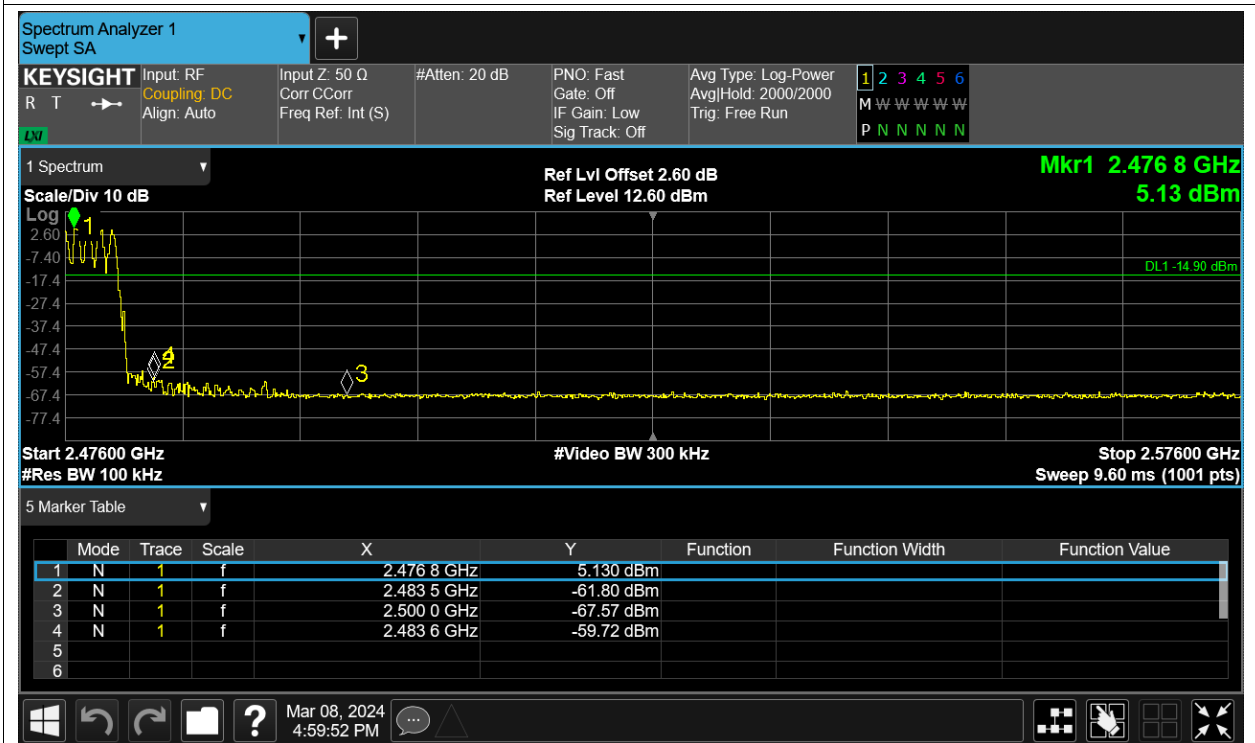 Spectrum Analyzer 1
Swept SA
+
KEYSIGHT Input: RF Input Z: 50 Ω #Atten: 20 dB PNO: Fast Avg Type: Log-Power 1 2 3 4 5 6
R T Coupling: DC Corr CCorr Gate: Off Avg|Hold: 2000/2000 M W W W W W
Align: Auto Freq Ref: Int (S) IF Gain: Low Trig: Free Run
LXI Sig Track: Off P N N N N N
1 Spectrum Ref Lvl Offset 2.60 dB Mkr1 2.476 8 GHz
Scale/Div 10 dB Ref Level 12.60 dBm 5.13 dBm
Log 1
2.60
-7.40
DL1 -14.90 dBm
-17.4
-27.4
-37.4
-47.4 4 2
-57.4 3
-67.4
-77.4
Start 2.47600 GHz #Video BW 300 kHz Stop 2.57600 GHz
#Res BW 100 kHz Sweep 9.60 ms (1001 pts)
5 Marker Table
Mode Trace Scale X Y Function Function Width Function Value
1 N 1 f 2.476 8 GHz 5.130 dBm
2 N 1 f 2.483 5 GHz -61.80 dBm
3 N 1 f 2.500 0 GHz -67.57 dBm
4 N 1 f 2.483 6 GHz -59.72 dBm
5
6
? Mar 08, 2024
4:59:52 PM